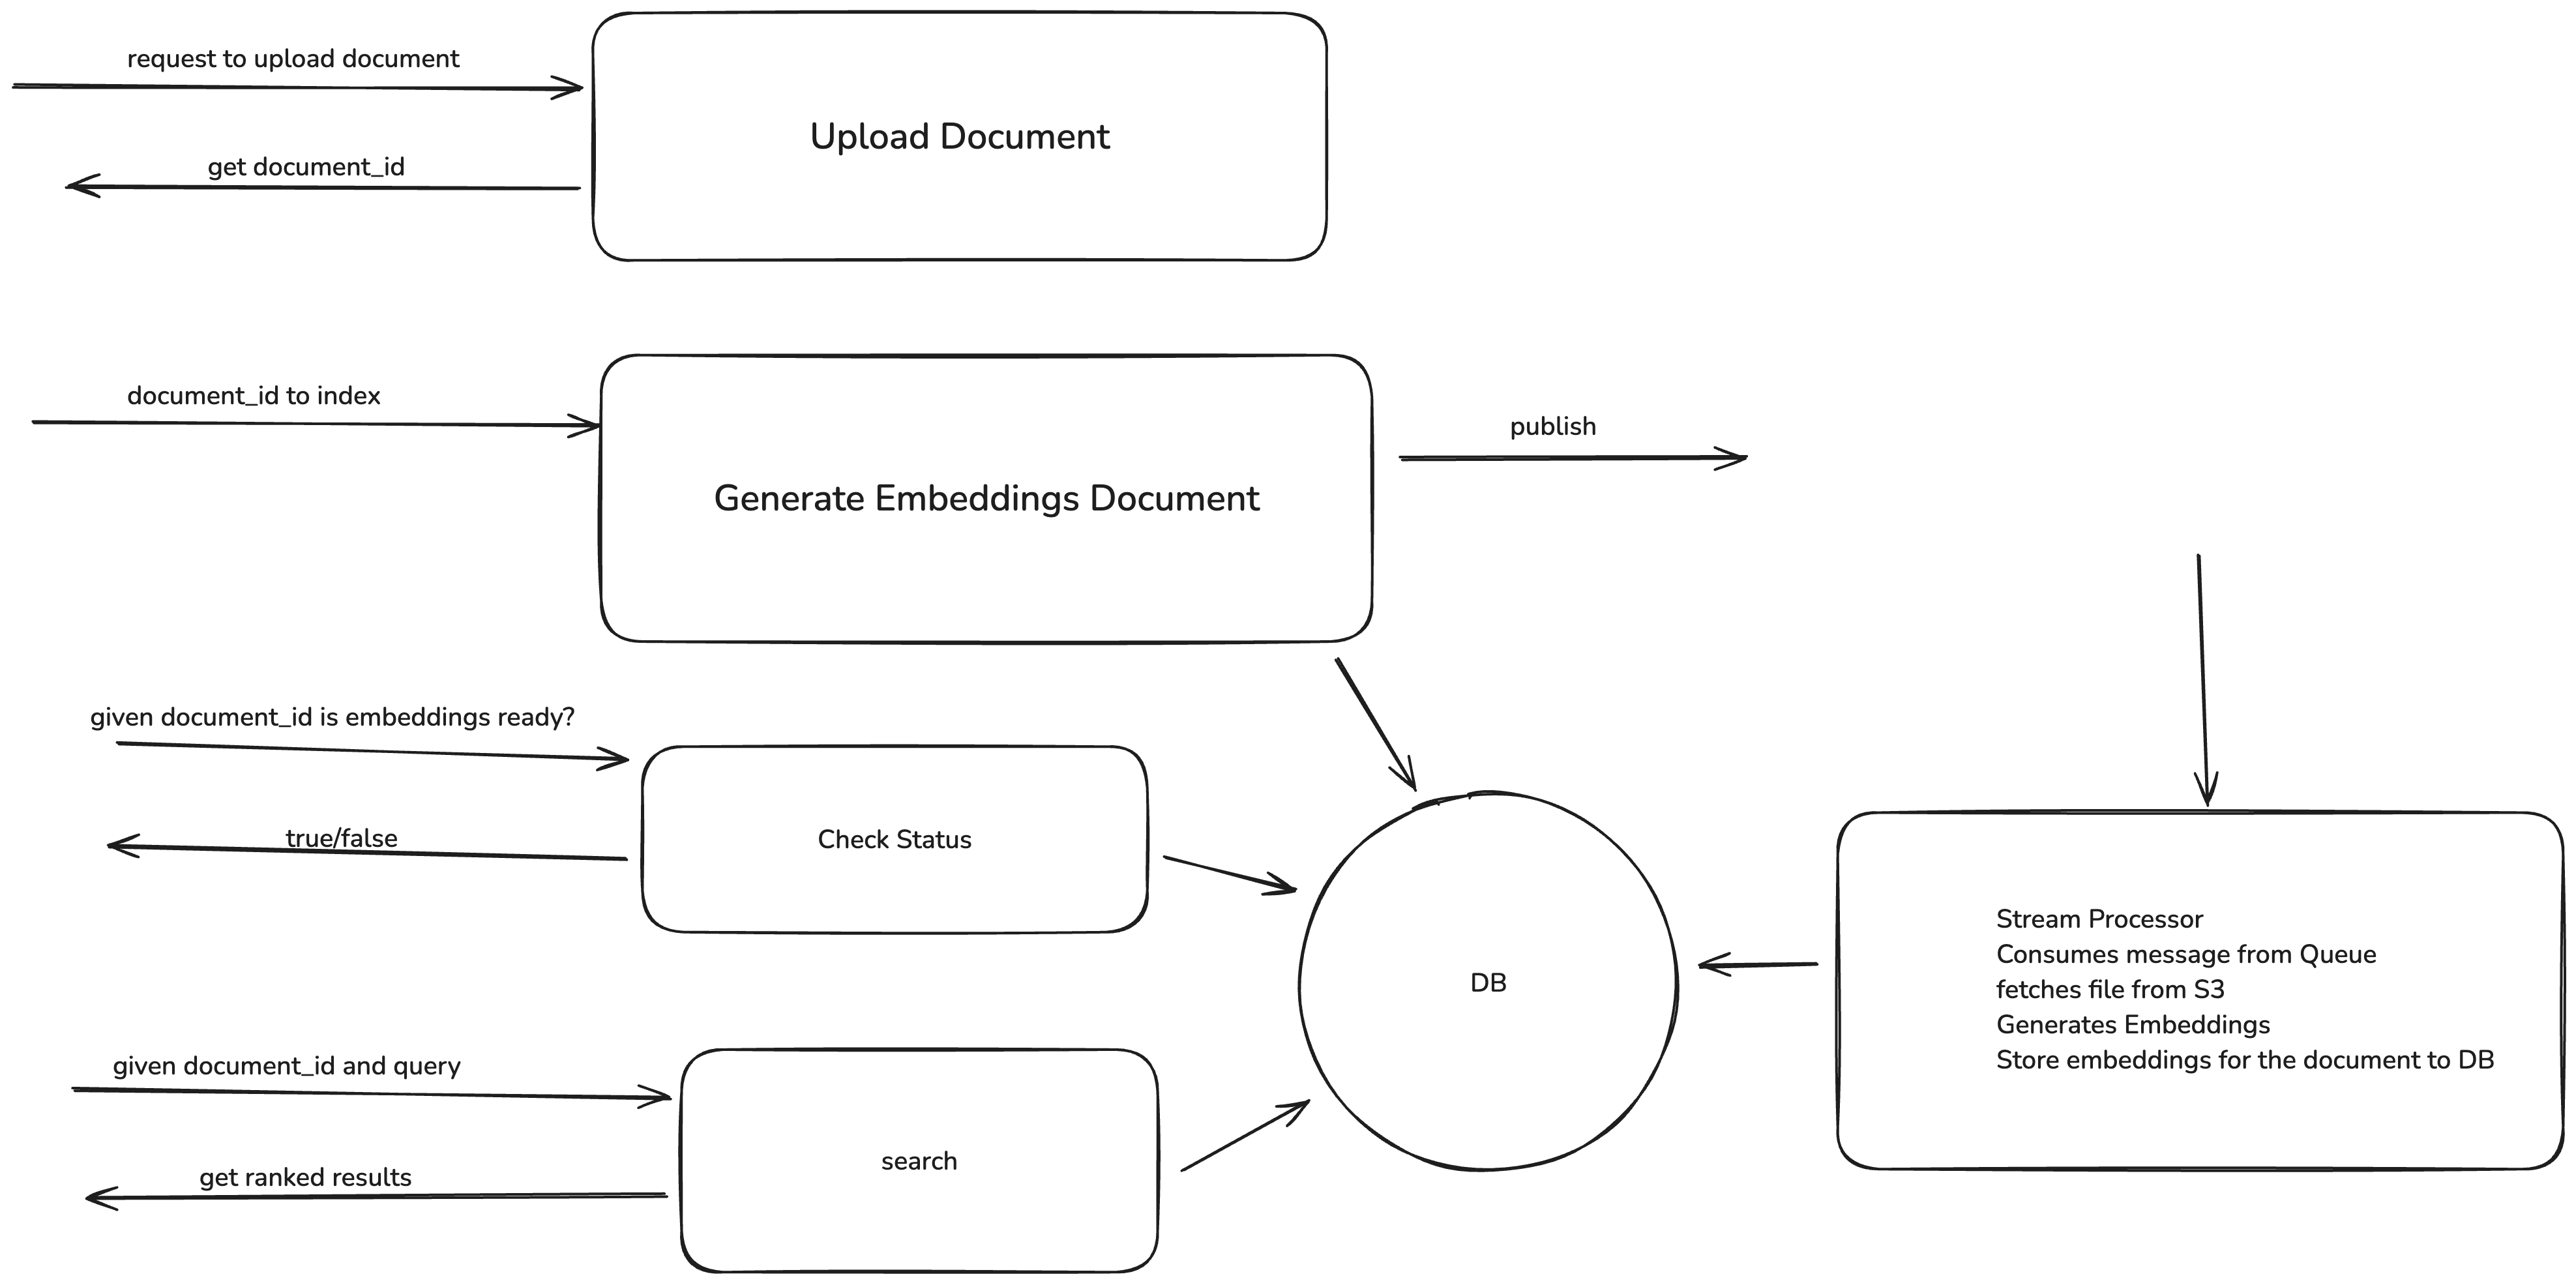 request to upload document
Upload Document
get document_id
document_id to index
publish
Generate Embeddings Document
given document_id is embeddings ready?
true/false
Check Status
DB
Stream Processor
Consumes message from Queue
fetches file from S3
Generates Embeddings
Store embeddings for the document to DB
given document_id and query
search
get ranked results